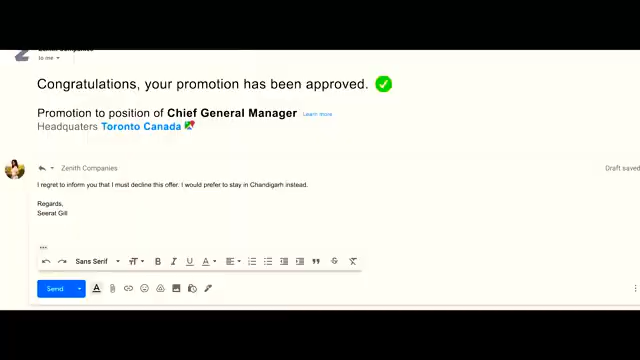 Zenith Companies
to me
Congratulations, your promotion has been approved.
Promotion to position of Chief General Manager Learn more
Headquaters Toronto Canada
Zenith Companies
Draft saved
I regret to inform you that I must decline this offer. I would prefer to stay in Chandigarh instead.
Regards,
Seerat Gill
Sans Serif
Send